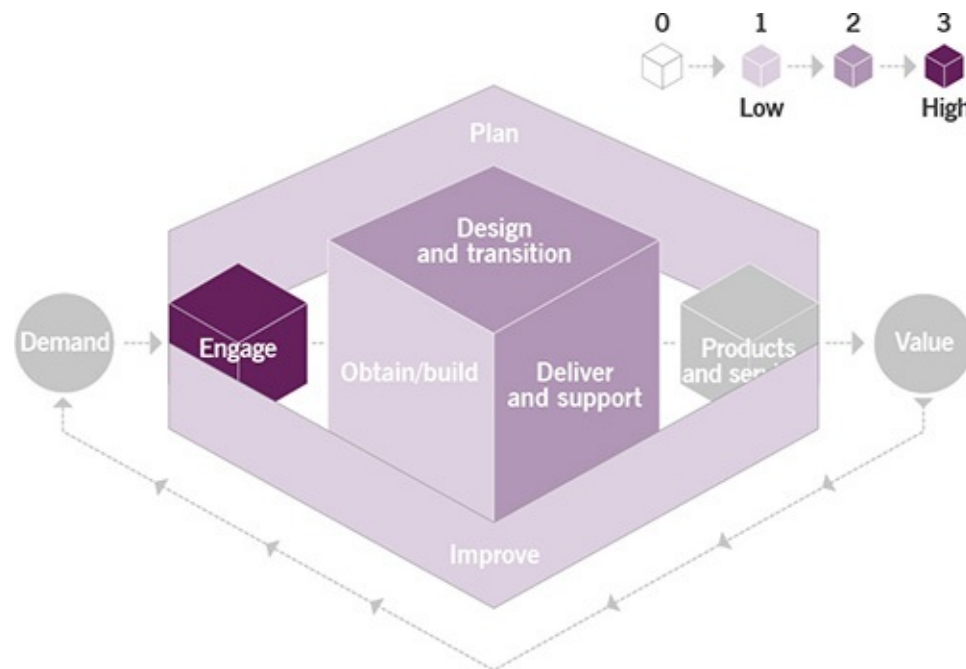 0 1 2 3
Low High
Plan
Design
and transition
Demand
Engage
Obtain/build
Deliver
and support
Products
and
Value
Improve